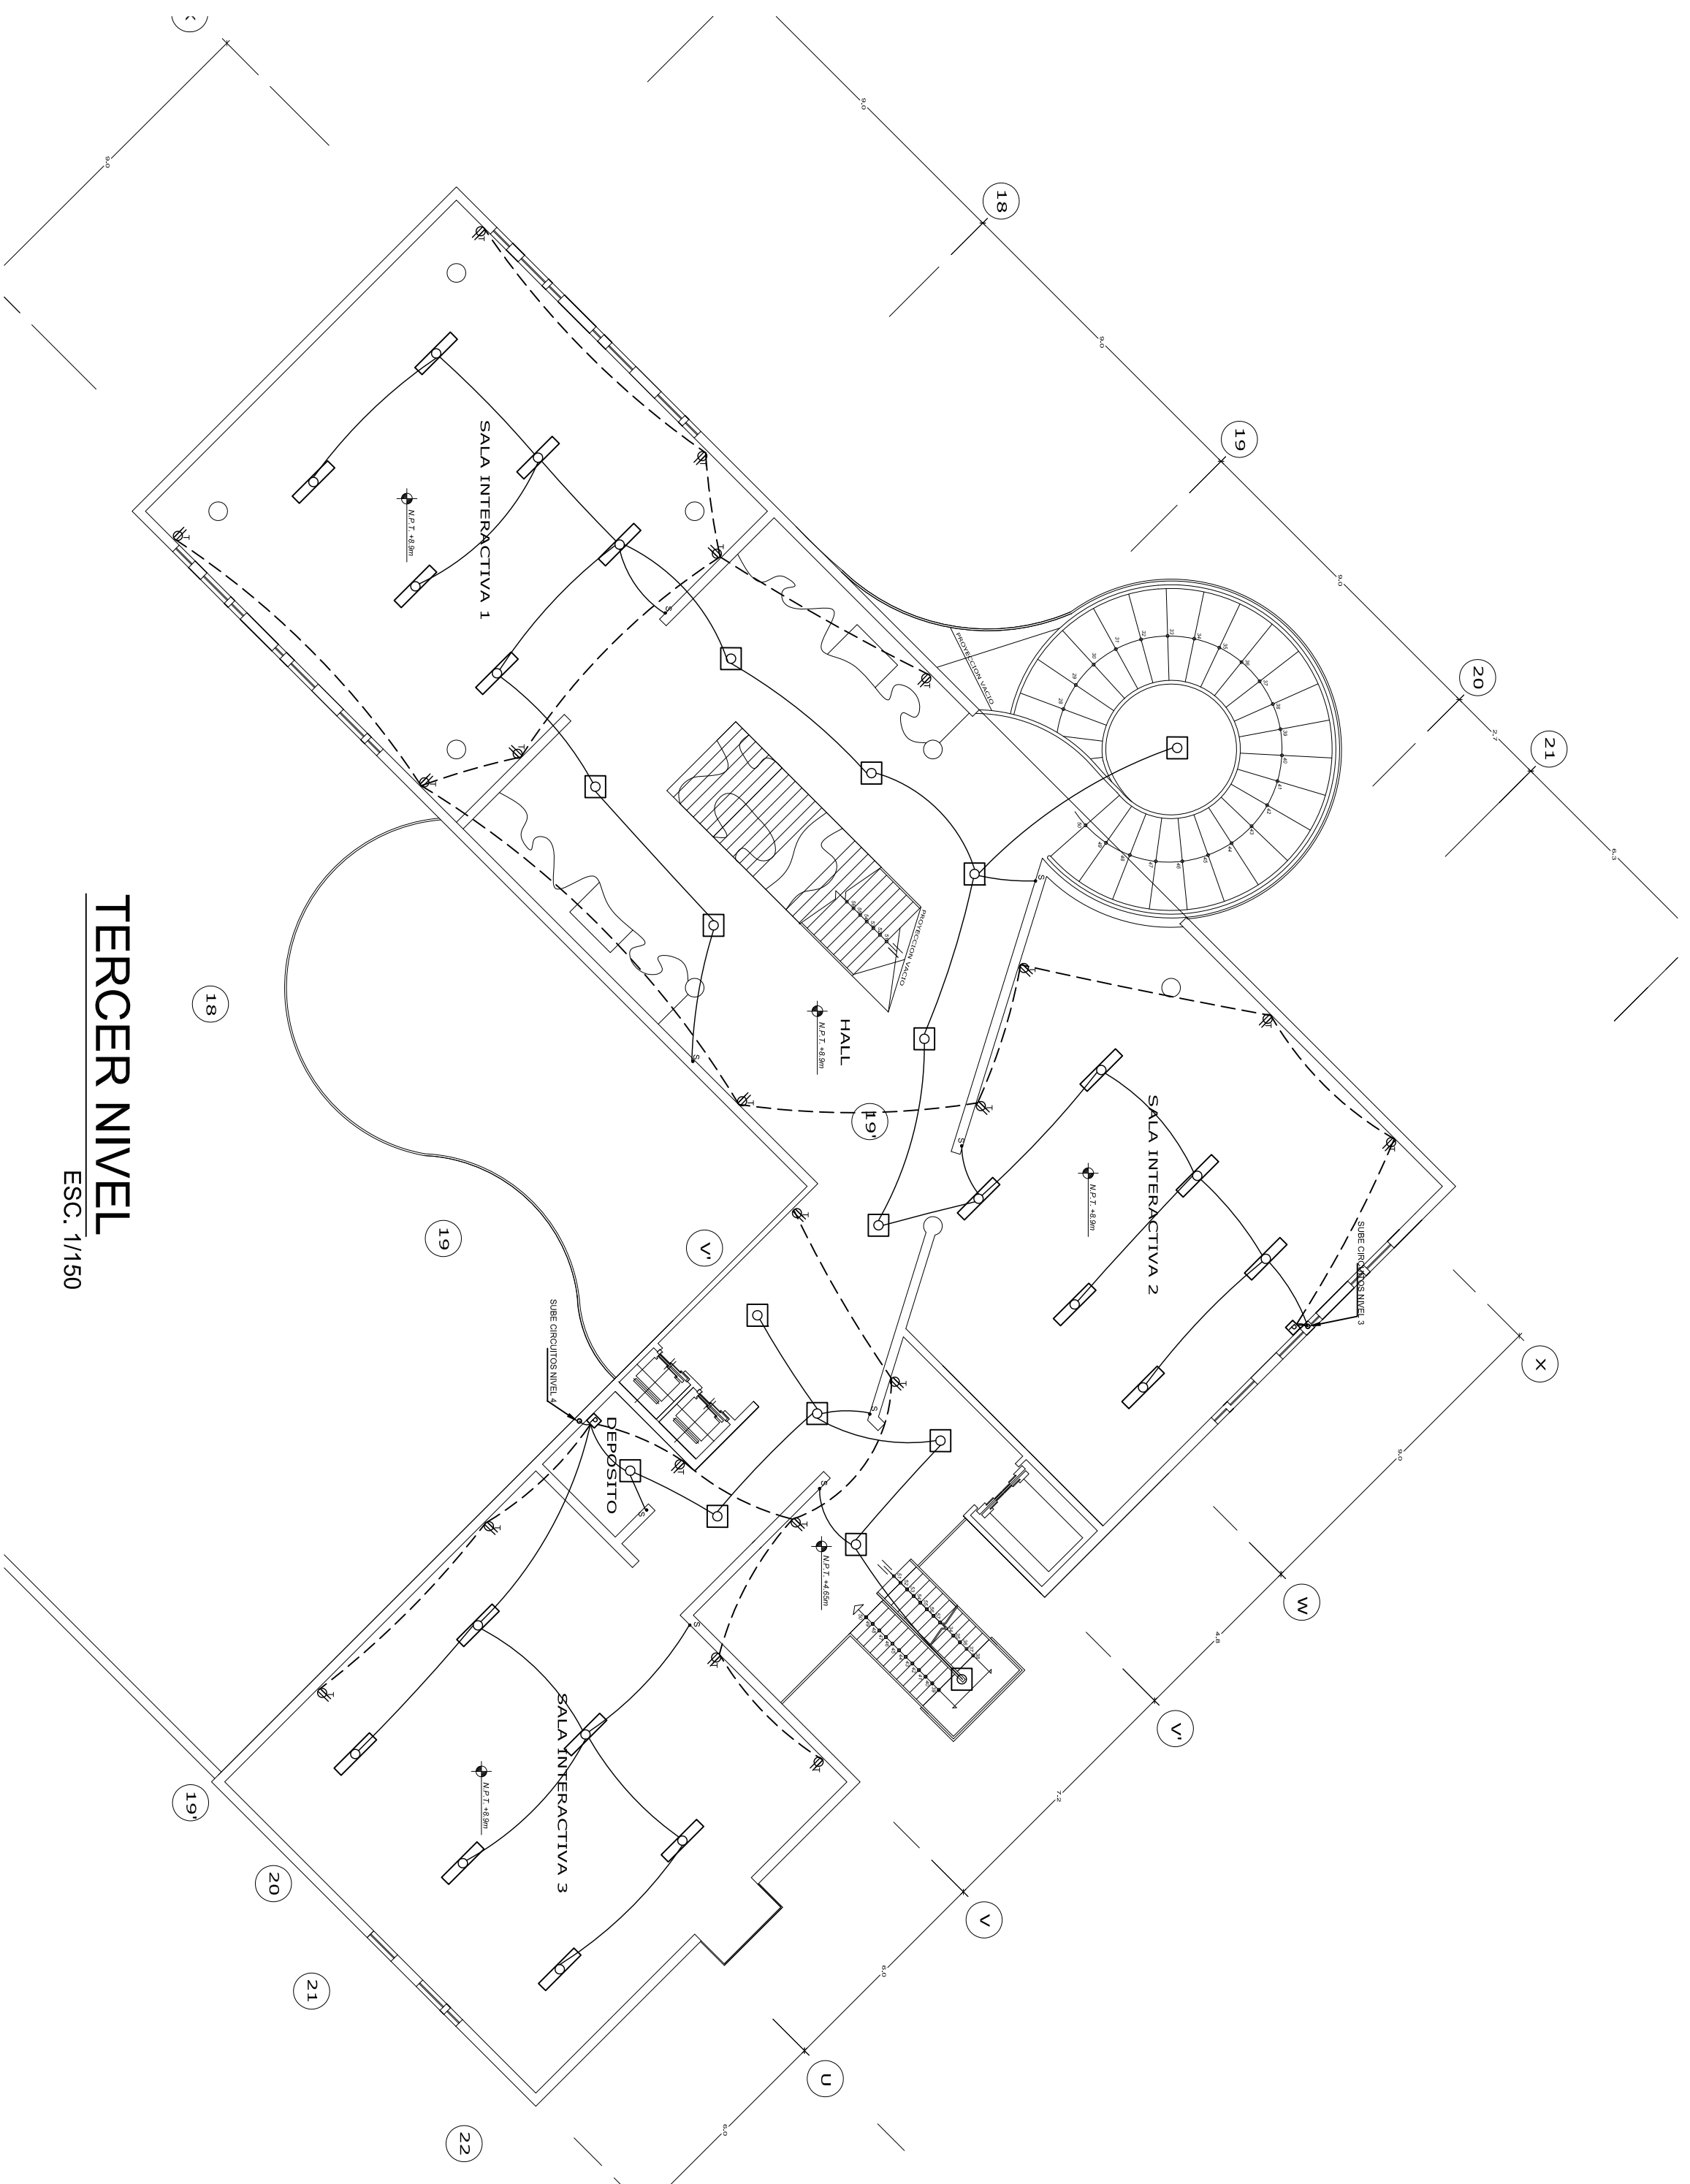 TERCER NIVEL
ESC. 1/150
SALA INTERACTIVA 1
N.P.T. +8.9m
SALA INTERACTIVA 2
N.P.T. +8.9m
SALA INTERACTIVA 3
N.P.T. +8.9m
HALL
N.P.T. +8.9m
DEPOSITO
N.P.T. +4.65m
PROYECCION VACIO
PROYECCION VACIO
SUBE CIRCUITOS NIVEL 3
SUBE CIRCUITOS NIVEL 4
18
19
20
21
X
W
V'
V
U
18
19
V'
19'
19'
20
21
22
9.0
9.0
9.0
9.0
2.7
6.3
9.0
4.8
7.2
6.0
6.0
S
S
S
S
S
S
S
S